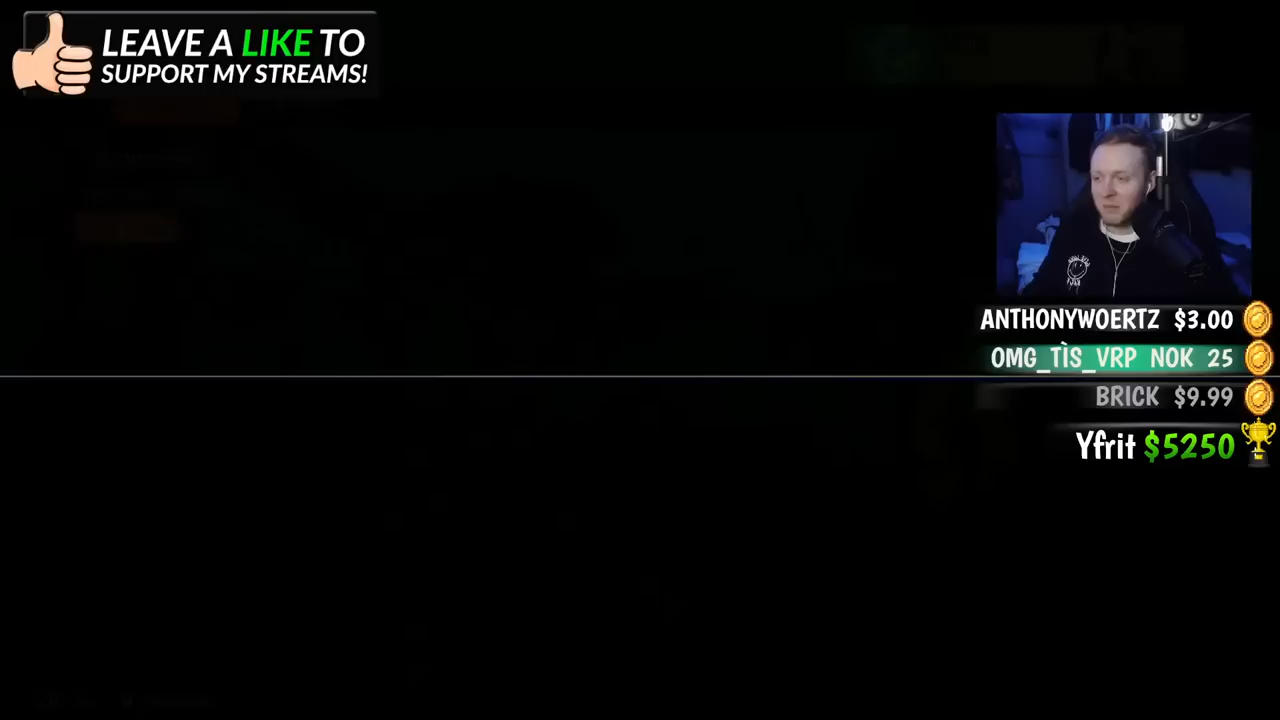 LEAVE A LIKE TO
SUPPORT MY STREAMS!
ANTHONYWOERTZ $3.00
OMG_TÌS_VRP NOK 25
BRICK $9.99
Yfrit $5250